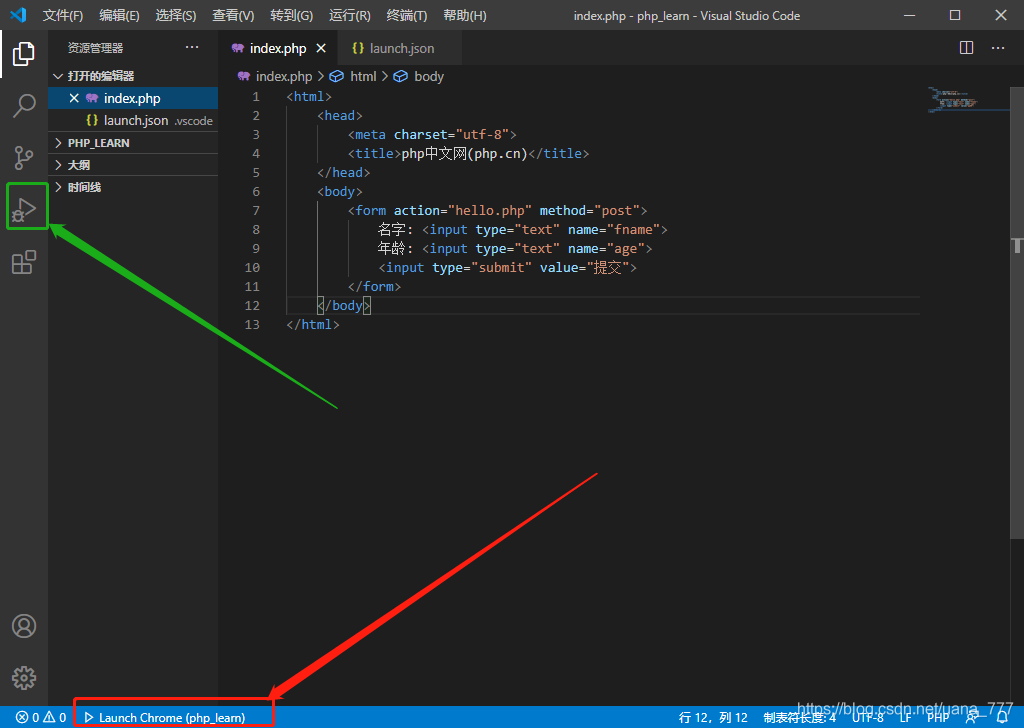 文件(F) 编辑(E) 选择(S) 查看(V) 转到(G) 运行(R) 终端(T) 帮助(H) index.php - php_learn - Visual Studio Code
资源管理器
打开的编辑器
index.php
launch.json .vscode
PHP_LEARN
大纲
时间线
index.php launch.json
index.php > html > body
1 <html>
2 <head>
3 <meta charset="utf-8">
4 <title>php中文网(php.cn)</title>
5 </head>
6 <body>
7 <form action="hello.php" method="post">
8 名字: <input type="text" name="fname">
9 年龄: <input type="text" name="age">
10 <input type="submit" value="提交">
11 </form>
12 </body>
13 </html>
0 0 Launch Chrome (php_learn) 行 12, 列 12 制表符长度: 4 UTF-8 LF PHP
https://blog.csdn.net/uana_777